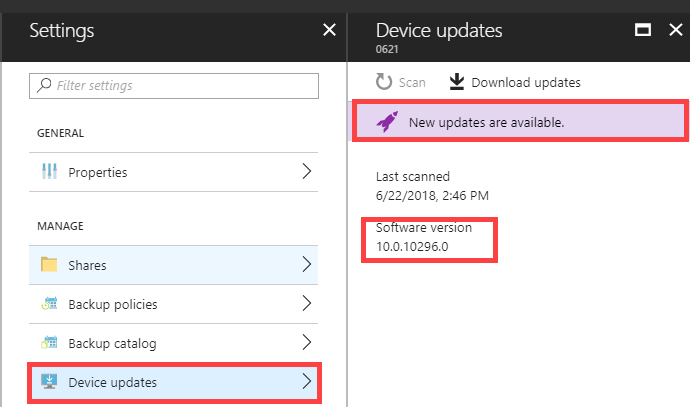 Settings
Filter settings
GENERAL
Properties
MANAGE
Shares
Backup policies
Backup catalog
Device updates
Device updates
0621
Scan
Download updates
New updates are available.
Last scanned
6/22/2018, 2:46 PM
Software version
10.0.10296.0